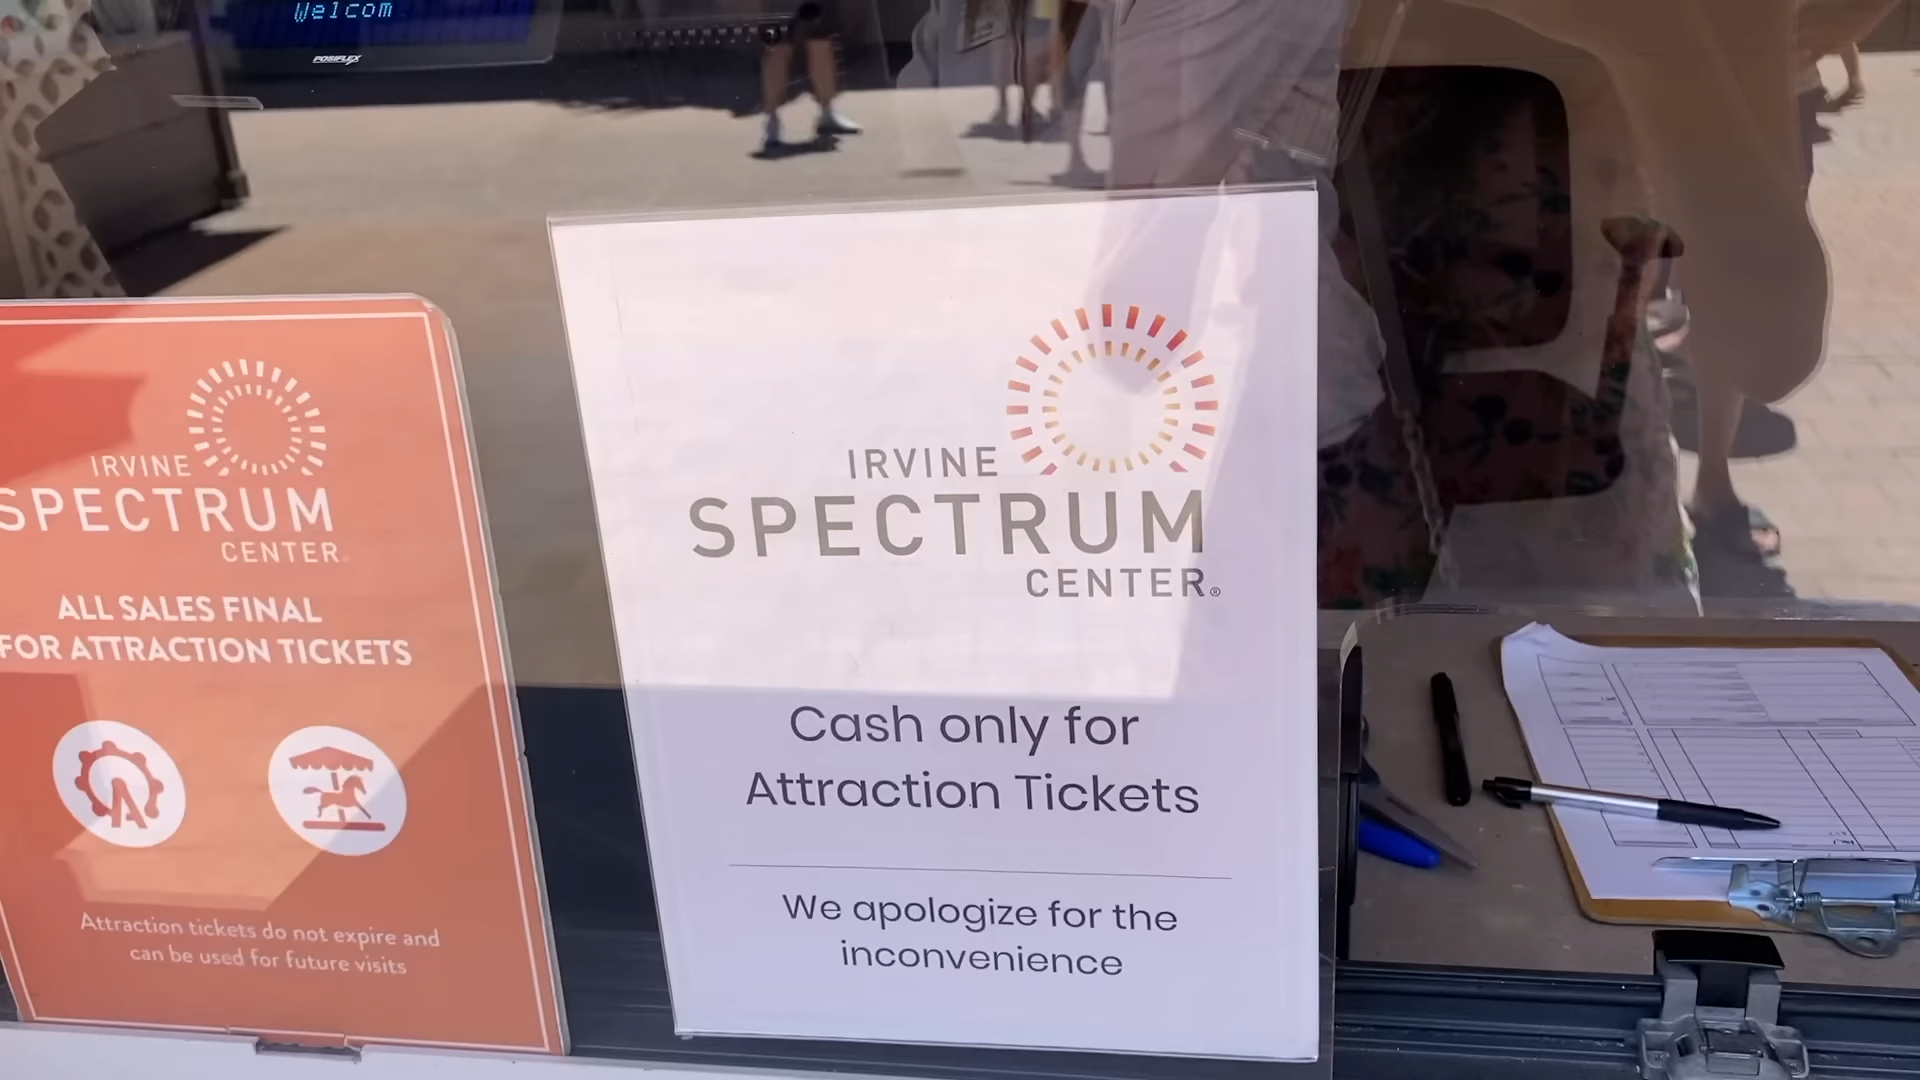 Welcom
POSIFLEX
IRVINE
SPECTRUM
CENTER
ALL SALES FINAL
FOR ATTRACTION TICKETS
Attraction tickets do not expire and
can be used for future visits
IRVINE
SPECTRUM
CENTER®
Cash only for
Attraction Tickets
We apologize for the
inconvenience